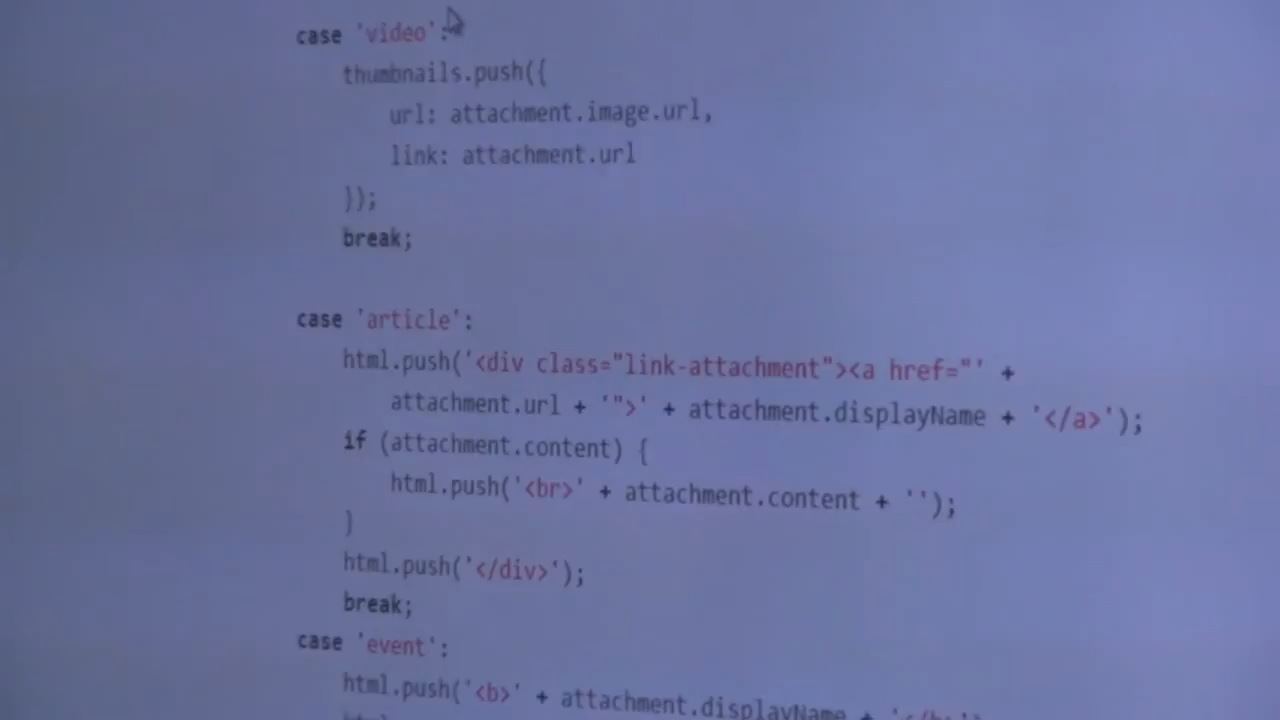 case 'video':
thumbnails.push({
url: attachment.image.url,
link: attachment.url
});
break;
case 'article':
html.push('<div class="link-attachment"><a href="' +
attachment.url + '">' + attachment.displayName + '</a>');
if (attachment.content) {
html.push('<br>' + attachment.content + '');
}
html.push('</div>');
break;
case 'event':
html.push('<b>' + attachment.displayName +